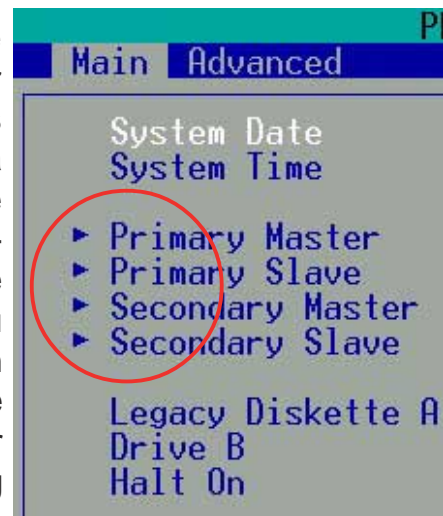 Main Advanced
System Date
System Time
▶ Primary Master
▶ Primary Slave
▶ Secondary Master
▶ Secondary Slave
Legacy Diskette A
Drive B
Halt On